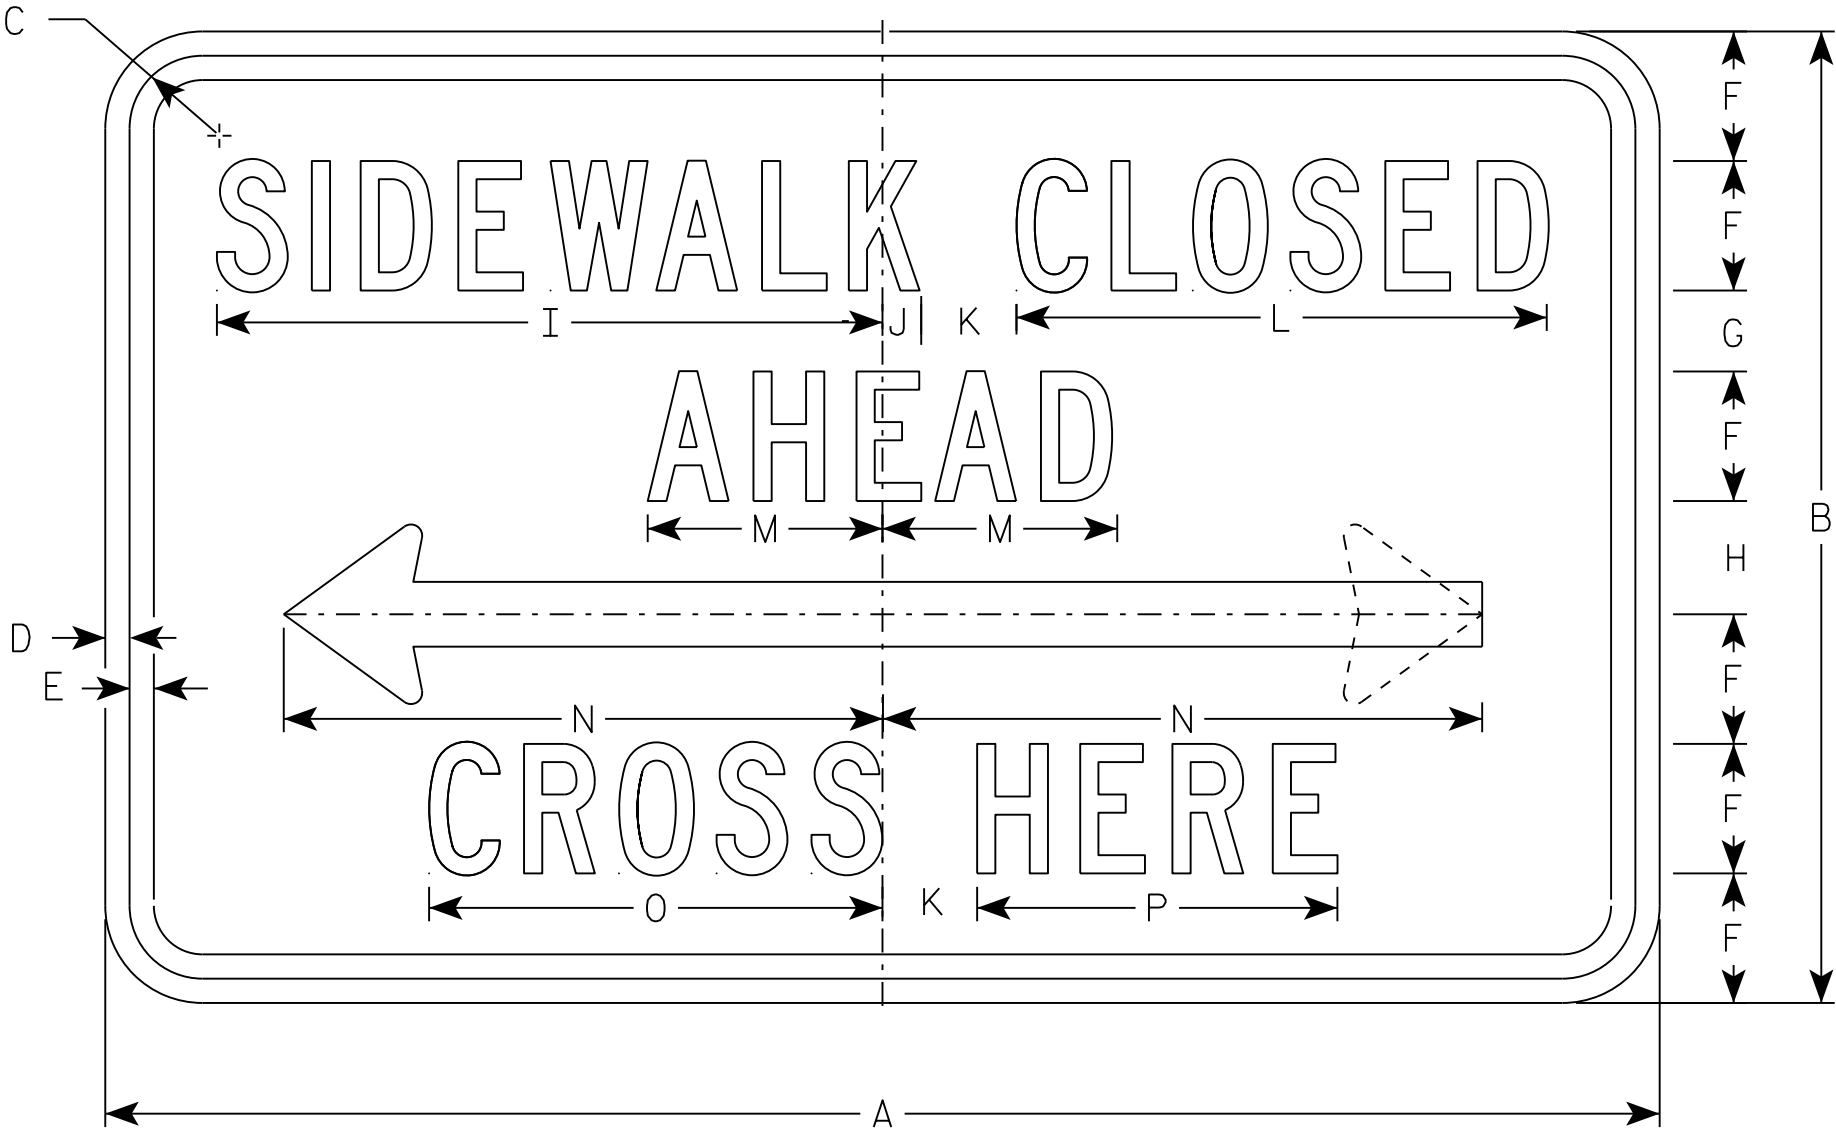 C
F
SIDEWALK CLOSED
F
I J K L
G
AHEAD
F
M M
B
H
D
E
F
N N
CROSS HERE
F
O K P
F
A